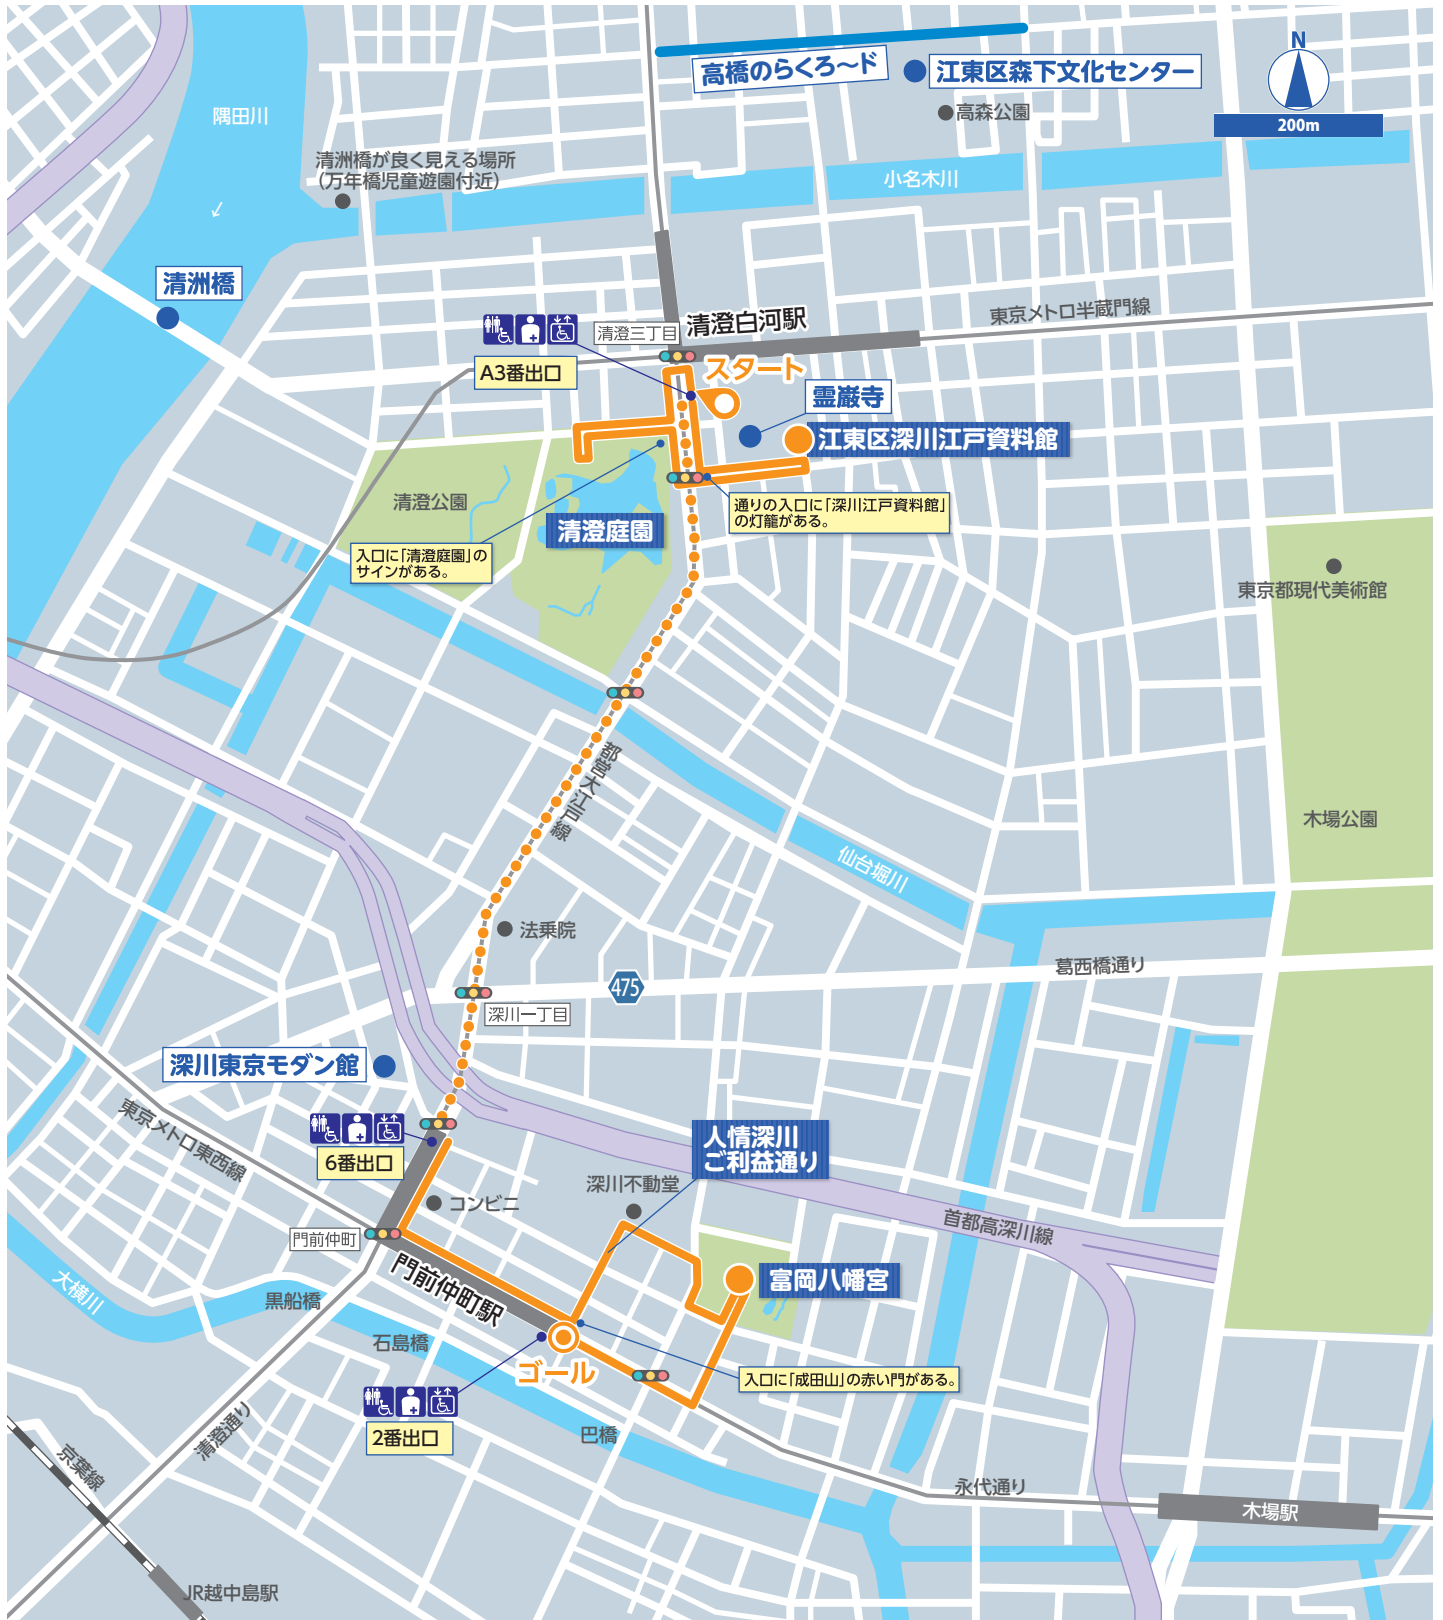 高橋のらくろ～ド
江東区森下文化センター
N
200m
高森公園
隅田川
清洲橋が良く見える場所
（万年橋児童遊園付近）
小名木川
清洲橋
清澄白河駅
東京メトロ半蔵門線
清澄三丁目
A3番出口
スタート
霊巌寺
江東区深川江戸資料館
清澄公園
清澄庭園
通りの入口に「深川江戸資料館」
の灯籠がある。
入口に「清澄庭園」の
サインがある。
東京都現代美術館
都営大江戸線
木場公園
仙台堀川
法乗院
葛西橋通り
475
深川一丁目
深川東京モダン館
東京メトロ東西線
6番出口
人情深川
ご利益通り
深川不動堂
コンビニ
首都高深川線
門前仲町
門前仲町駅
富岡八幡宮
大横川
黒船橋
石島橋
ゴール
入口に「成田山」の赤い門がある。
2番出口
巴橋
清澄通り
京葉線
永代通り
木場駅
JR越中島駅